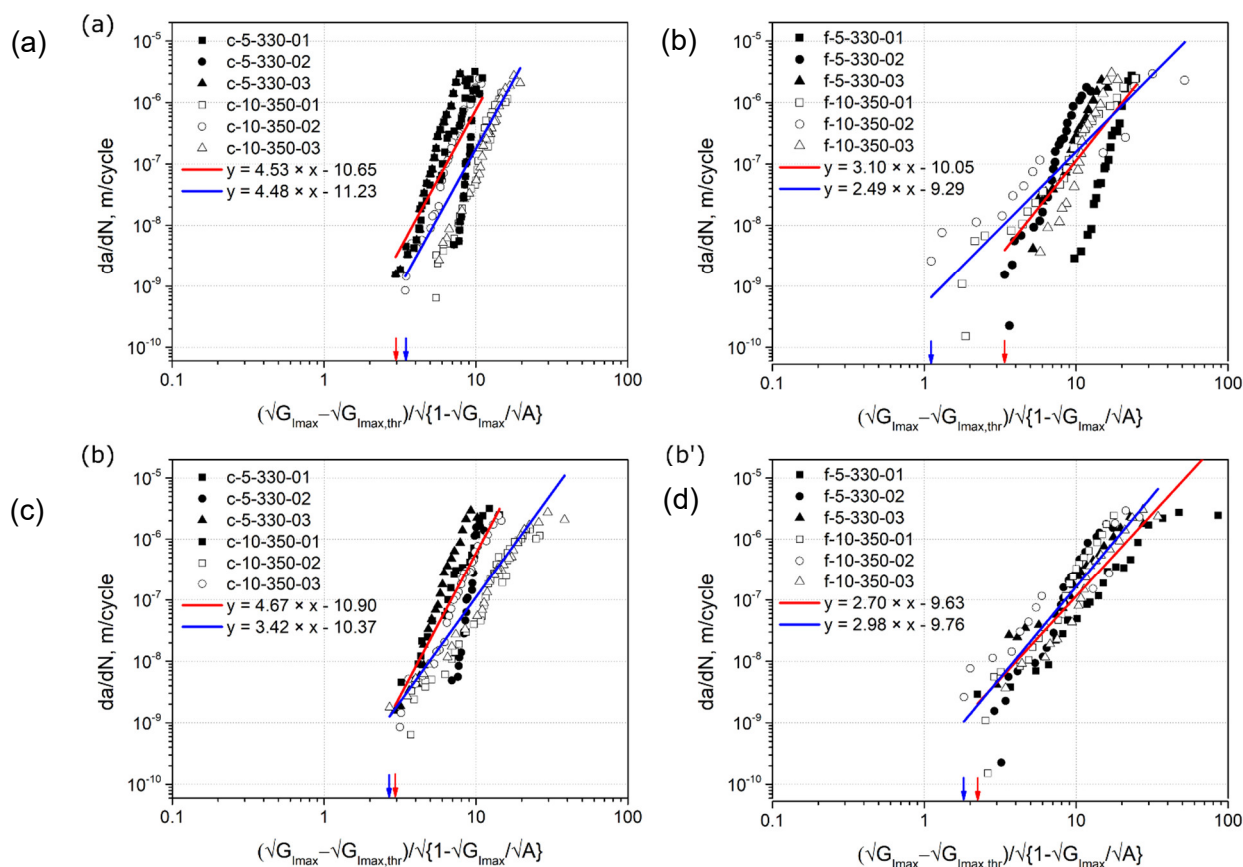 (a)
(a)
10⁻⁵
10⁻⁶
10⁻⁷
10⁻⁸
10⁻⁹
10⁻¹⁰
da/dN, m/cycle
c-5-330-01
c-5-330-02
c-5-330-03
c-10-350-01
c-10-350-02
c-10-350-03
y = 4.53 × x - 10.65
y = 4.48 × x - 11.23
0.1 1 10 100
(√G_Imax−√G_Imax,thr)/√{1-√G_Imax/√A}
(b)
10⁻⁵
10⁻⁶
10⁻⁷
10⁻⁸
10⁻⁹
10⁻¹⁰
da/dN, m/cycle
f-5-330-01
f-5-330-02
f-5-330-03
f-10-350-01
f-10-350-02
f-10-350-03
y = 3.10 × x - 10.05
y = 2.49 × x - 9.29
0.1 1 10 100
(√G_Imax−√G_Imax,thr)/√{1-√G_Imax/√A}
(b)
(c)
10⁻⁵
10⁻⁶
10⁻⁷
10⁻⁸
10⁻⁹
10⁻¹⁰
da/dN, m/cycle
c-5-330-01
c-5-330-02
c-5-330-03
c-10-350-01
c-10-350-02
c-10-350-03
y = 4.67 × x - 10.90
y = 3.42 × x - 10.37
0.1 1 10 100
(√G_Imax−√G_Imax,thr)/√{1-√G_Imax/√A}
(b')
(d)
10⁻⁵
10⁻⁶
10⁻⁷
10⁻⁸
10⁻⁹
10⁻¹⁰
da/dN, m/cycle
f-5-330-01
f-5-330-02
f-5-330-03
f-10-350-01
f-10-350-02
f-10-350-03
y = 2.70 × x - 9.63
y = 2.98 × x - 9.76
0.1 1 10 100
(√G_Imax−√G_Imax,thr)/√{1-√G_Imax/√A}